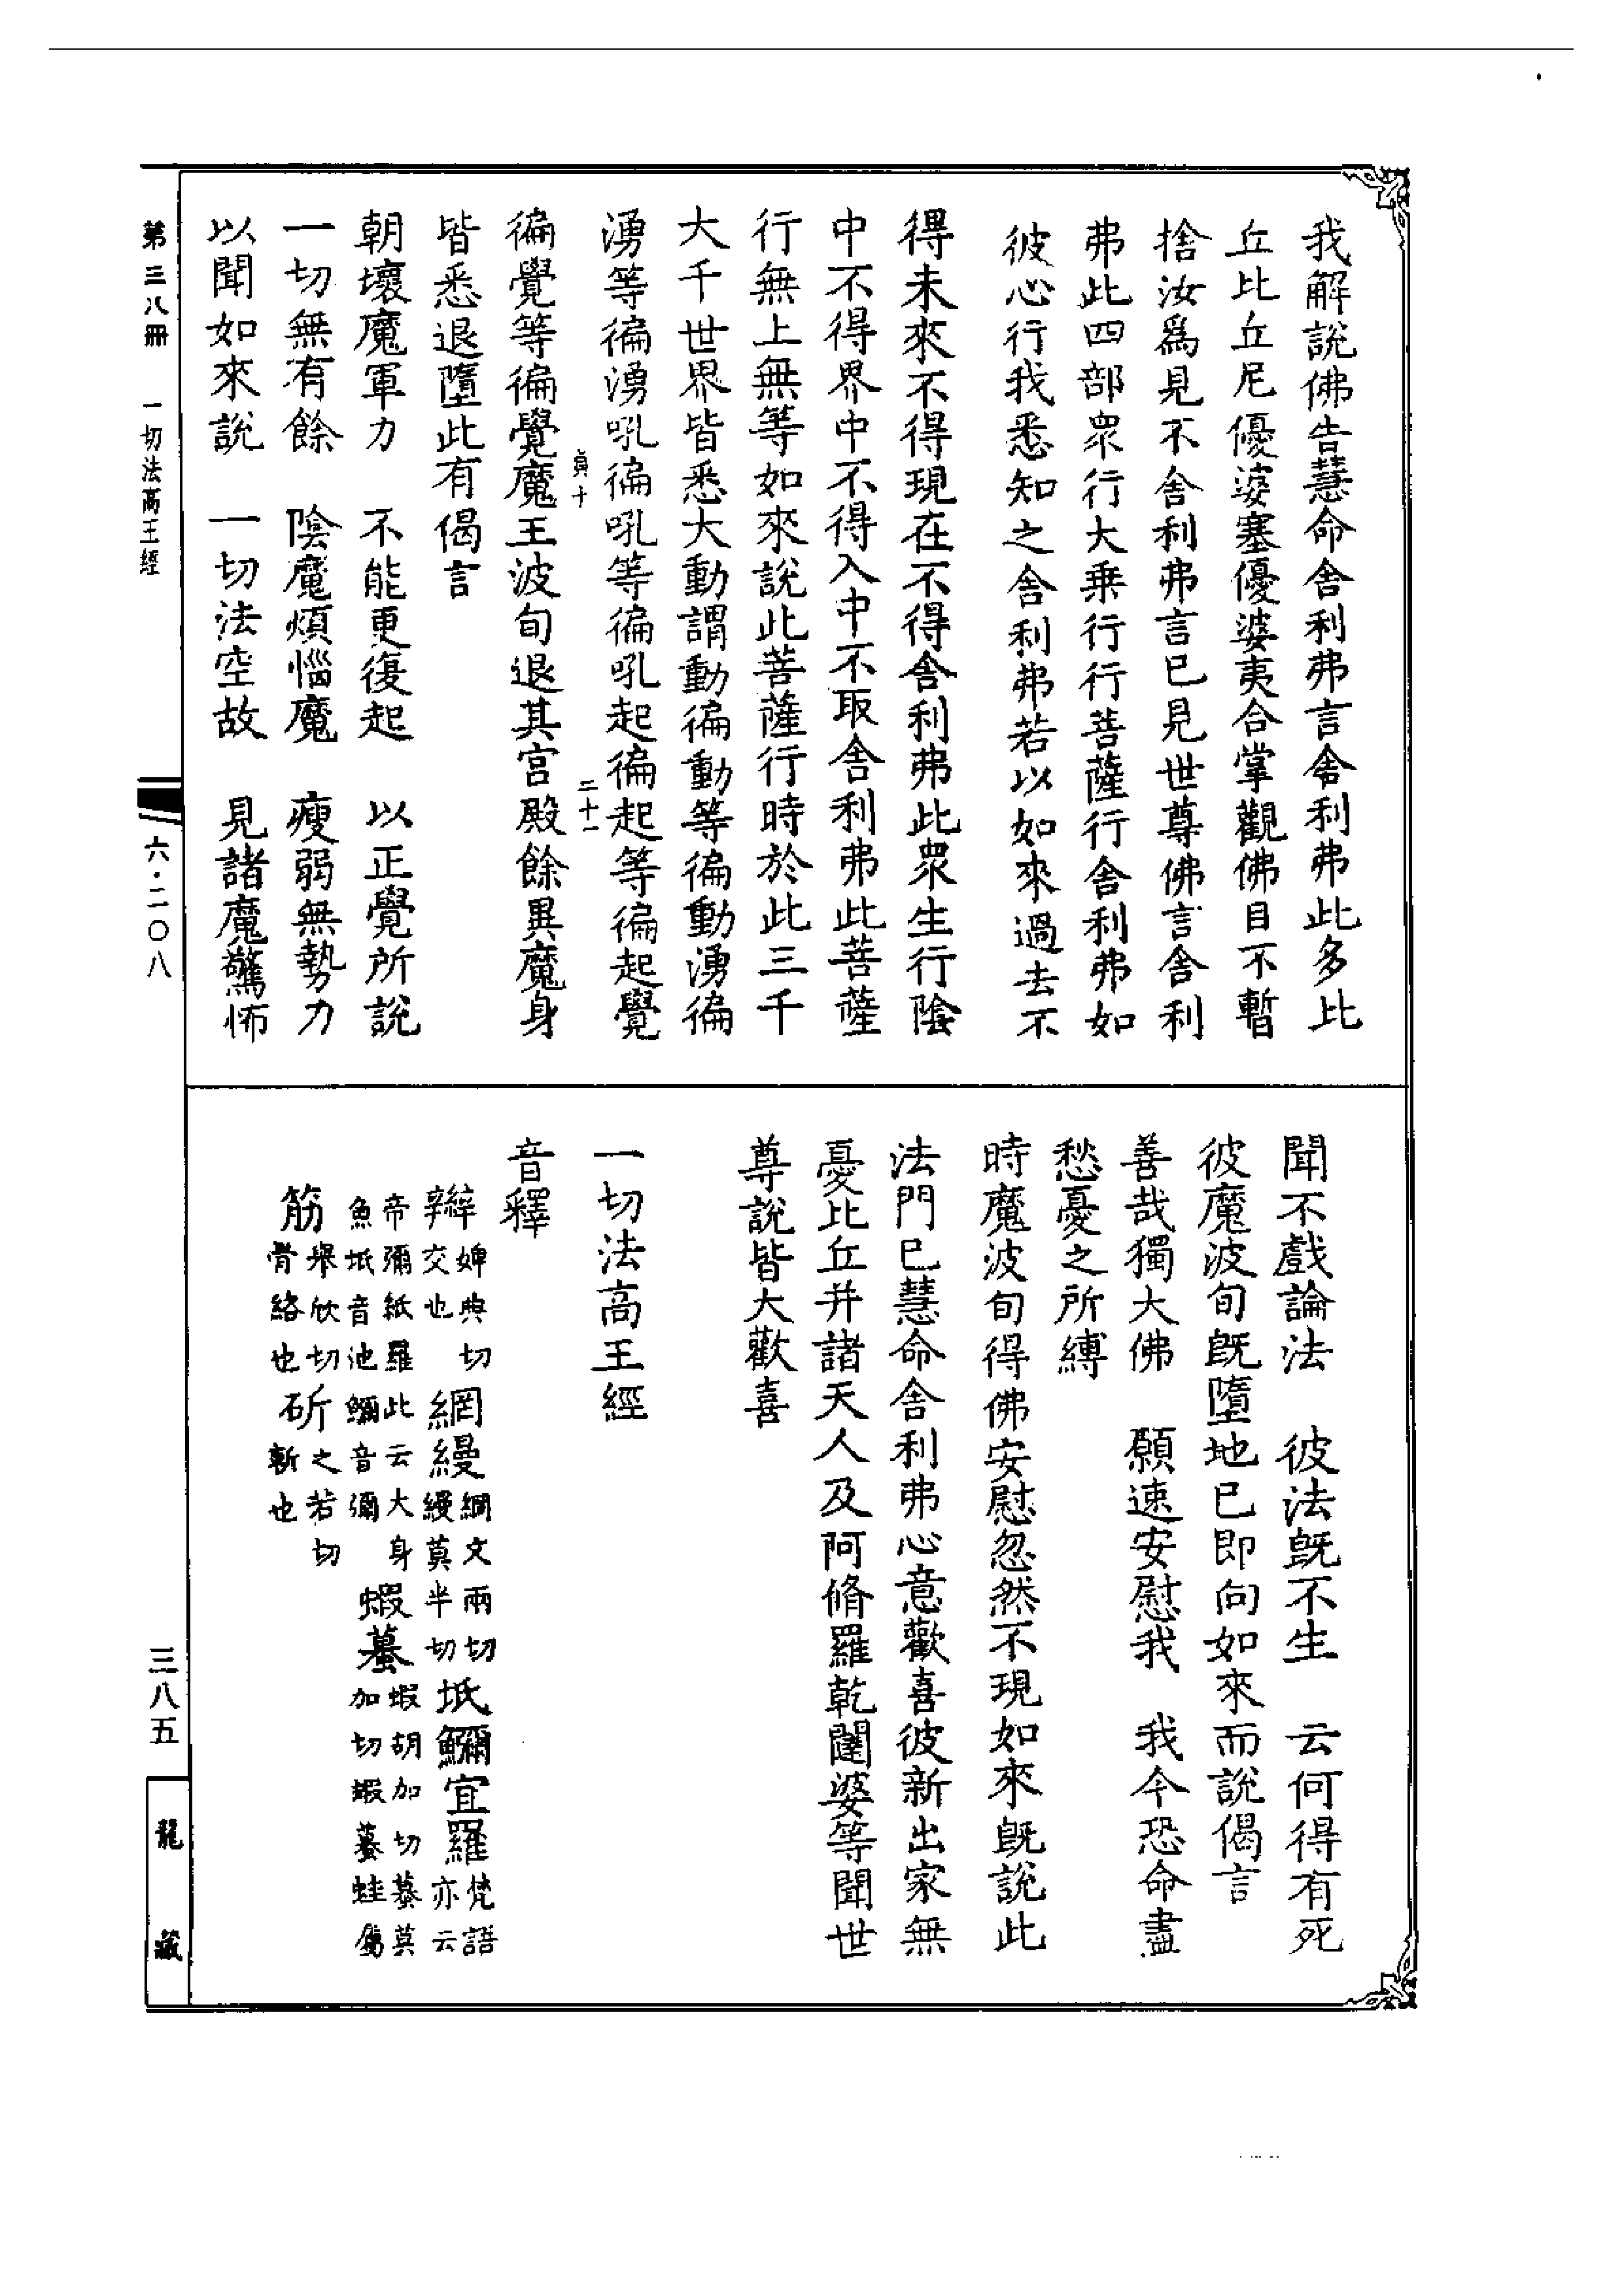 我解說佛告慧命舍利弗言舍利弗此多比
丘比丘尼優婆塞優婆夷合掌觀佛目不暫
捨汝爲見不舍利弗言已見世尊佛言舍利
弗此四部衆行大乗行行菩薩行舍利弗如
彼心行我悉知之舍利弗若以如來過去不
得未來不得現在不得舍利弗此衆生行陰
中不得界中不得入中不取舍利弗此菩薩
行無上無等如來說此菩薩行時於此三千
大千世界皆悉大動謂動徧動等徧動湧徧
湧等徧湧吼徧吼等徧吼起徧起等徧起覺
貞十 二十一
徧覺等徧覺魔王波旬退其宮殿餘異魔身
皆悉退墮此有偈言
朝壞魔軍力 不能更復起 以正覺所說
一切無有餘 陰魔煩惱魔 瘦弱無勢力
以聞如來說 一切法空故 見諸魔驚怖
聞不戲論法 彼法旣不生 云何得有死
彼魔波旬旣墮地已即向如來而說偈言
善哉獨大佛 願速安慰我 我今恐命盡
愁憂之所縛
時魔波旬得佛安慰忽然不現如來旣說此
法門已慧命舍利弗心意歡喜彼新出家無
憂比丘并諸天人及阿脩羅乾闥婆等聞世
尊說皆大歡喜
一切法高王經
音釋
辮 婢典切交也 網縵 網文兩切縵莫半切 坻鱺宜羅 梵語亦云
帝彌紙羅此云大身魚坻音池鱺音彌 蝦蟇 蝦胡加切蟇莫加切蝦蟇蛙屬
筋 舉欣切骨絡也 斫 之若切斬也
第三八冊 一切法高王經 六·二〇八 三八五 龍藏